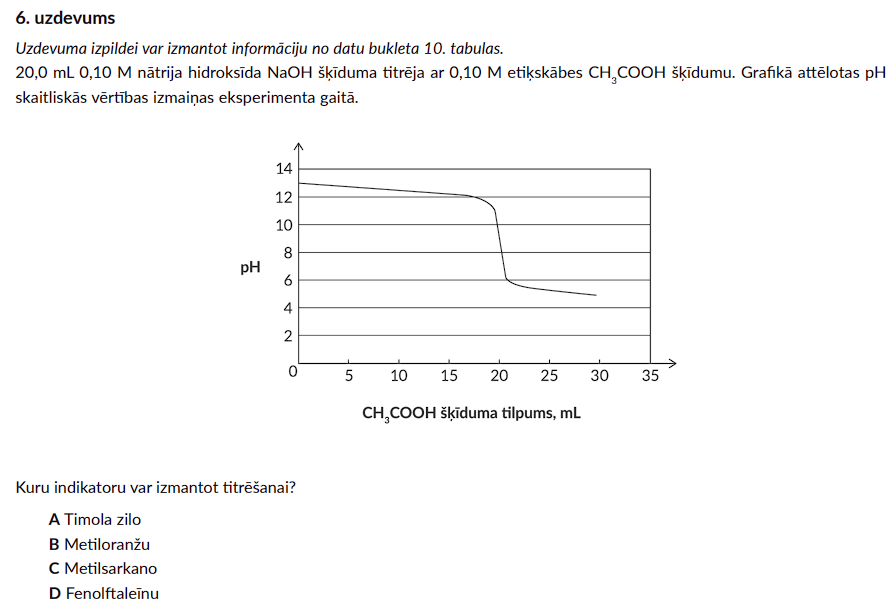 6. uzdevums
Uzdevuma izpildei var izmantot informāciju no datu bukleta 10. tabulas.
20,0 mL 0,10 M nātrija hidroksīda NaOH šķīduma titrēja ar 0,10 M etiķskābes CH₃COOH šķīdumu. Grafikā attēlotas pH
skaitliskās vērtības izmaiņas eksperimenta gaitā.
14
12
10
8
pH
6
4
2
0
5 10 15 20 25 30 35
CH₃COOH šķīduma tilpums, mL
Kuru indikatoru var izmantot titrēšanai?
A Timola zilo
B Metiloranžu
C Metilsarkano
D Fenolftaleīnu